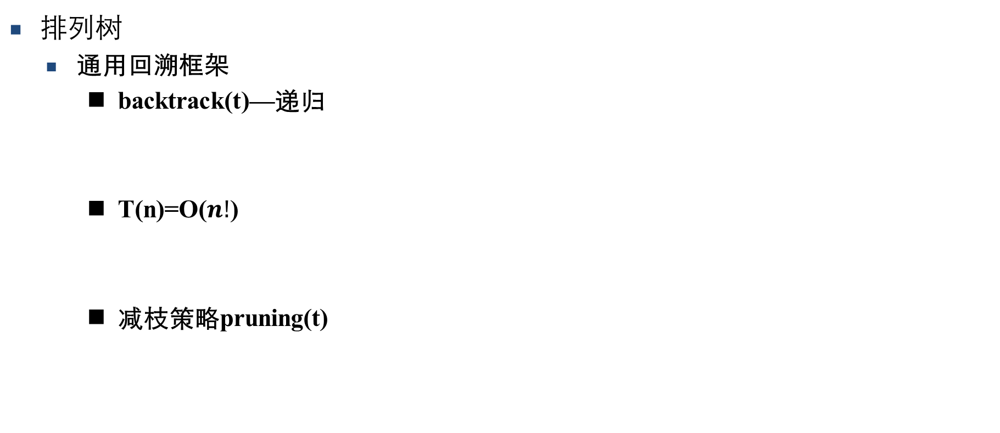 排列树
通用回溯框架
backtrack(t)—递归
T(n)=O(n!)
减枝策略pruning(t)